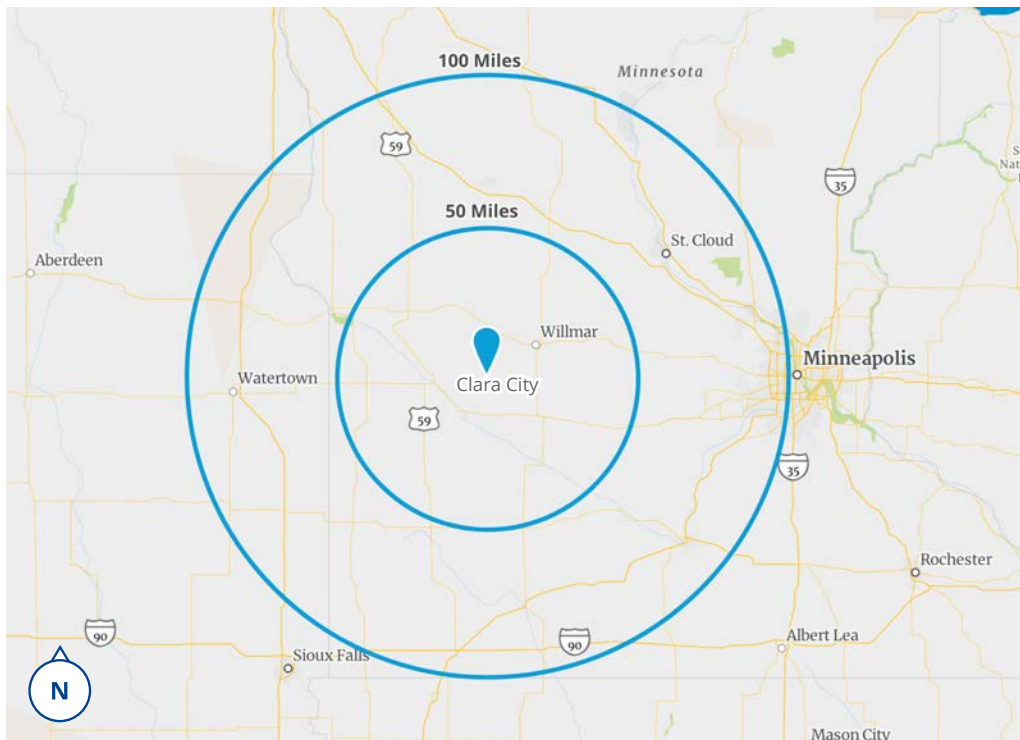 100 Miles
Minnesota
59
35
S
Nat
50 Miles
St. Cloud
Aberdeen
Willmar
Minneapolis
Clara City
Watertown
59
35
Rochester
90
90
Albert Lea
Sioux Falls
N
Mason City